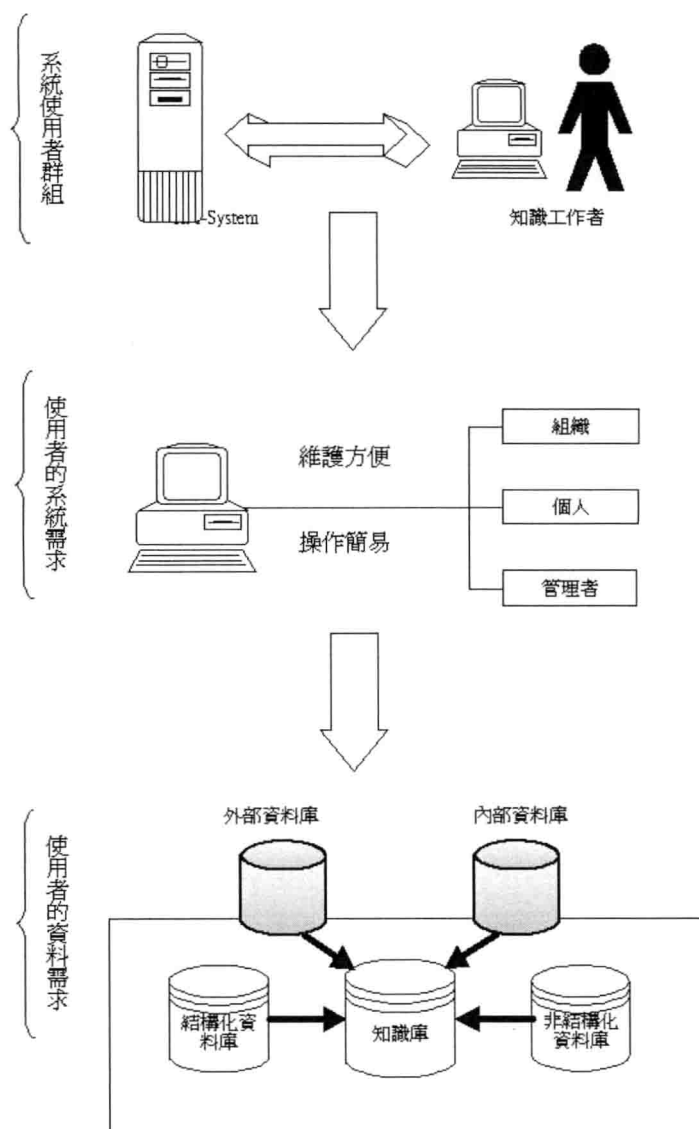 系統使用者群組
-System
知識工作者
使用者的系統需求
維護方便
操作簡易
組織
個人
管理者
使用者的資料需求
外部資料庫
內部資料庫
結構化資
料庫
知識庫
非結構化
資料庫